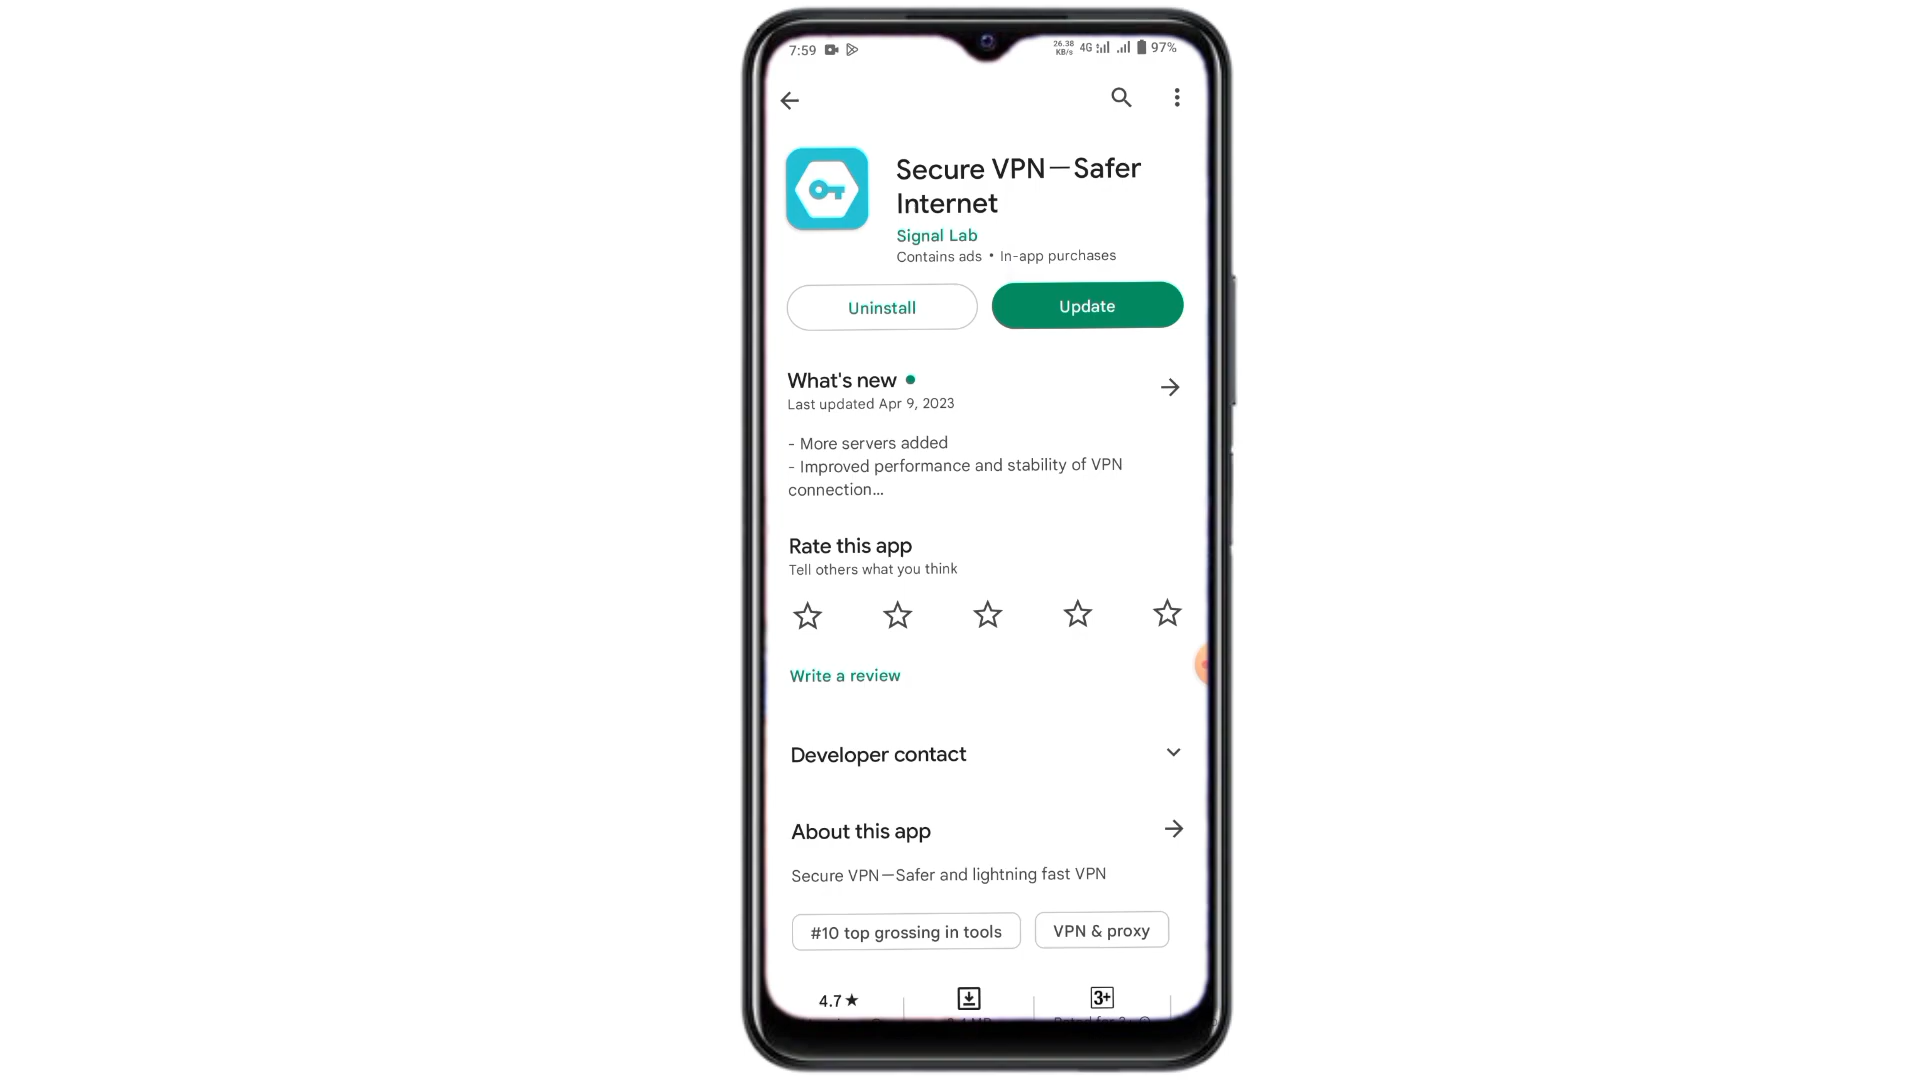 7:59 26.38 KB/s 4G 97%
Secure VPN—Safer
Internet
Signal Lab
Contains ads • In-app purchases
Uninstall Update
What's new
Last updated Apr 9, 2023
- More servers added
- Improved performance and stability of VPN
connection...
Rate this app
Tell others what you think
Write a review
Developer contact
About this app
Secure VPN—Safer and lightning fast VPN
#10 top grossing in tools VPN & proxy
4.7★ 3+